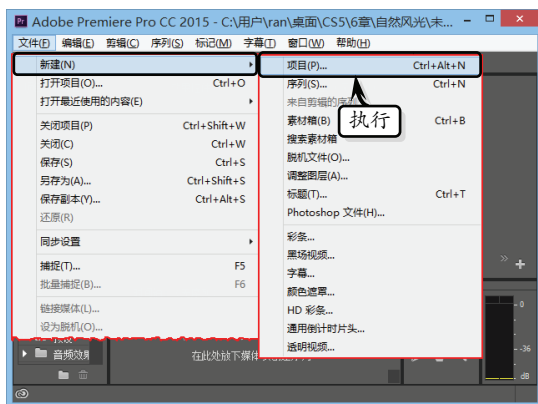 Pr Adobe Premiere Pro CC 2015 - C:\用户\ran\桌面\CS5\6章\自然风光\未...
文件(F) 编辑(E) 剪辑(C) 序列(S) 标记(M) 字幕(T) 窗口(W) 帮助(H)
新建(N)
打开项目(O)... Ctrl+O
打开最近使用的内容(E)
关闭项目(P) Ctrl+Shift+W
关闭(C) Ctrl+W
保存(S) Ctrl+S
另存为(A)... Ctrl+Shift+S
保存副本(Y)... Ctrl+Alt+S
还原(R)
同步设置
捕捉(T)... F5
批量捕捉(B)... F6
链接媒体(L)...
设为脱机(O)...
项目(P)... Ctrl+Alt+N
序列(S)... Ctrl+N
来自剪辑的序列
素材箱(B) Ctrl+B
搜索素材箱
脱机文件(O)...
调整图层(A)...
标题(T)... Ctrl+T
Photoshop 文件(H)...
彩条...
黑场视频...
字幕...
颜色遮罩...
HD 彩条...
通用倒计时片头...
透明视频...
执行
音频效果
在此处放下媒体
0
-36
dB